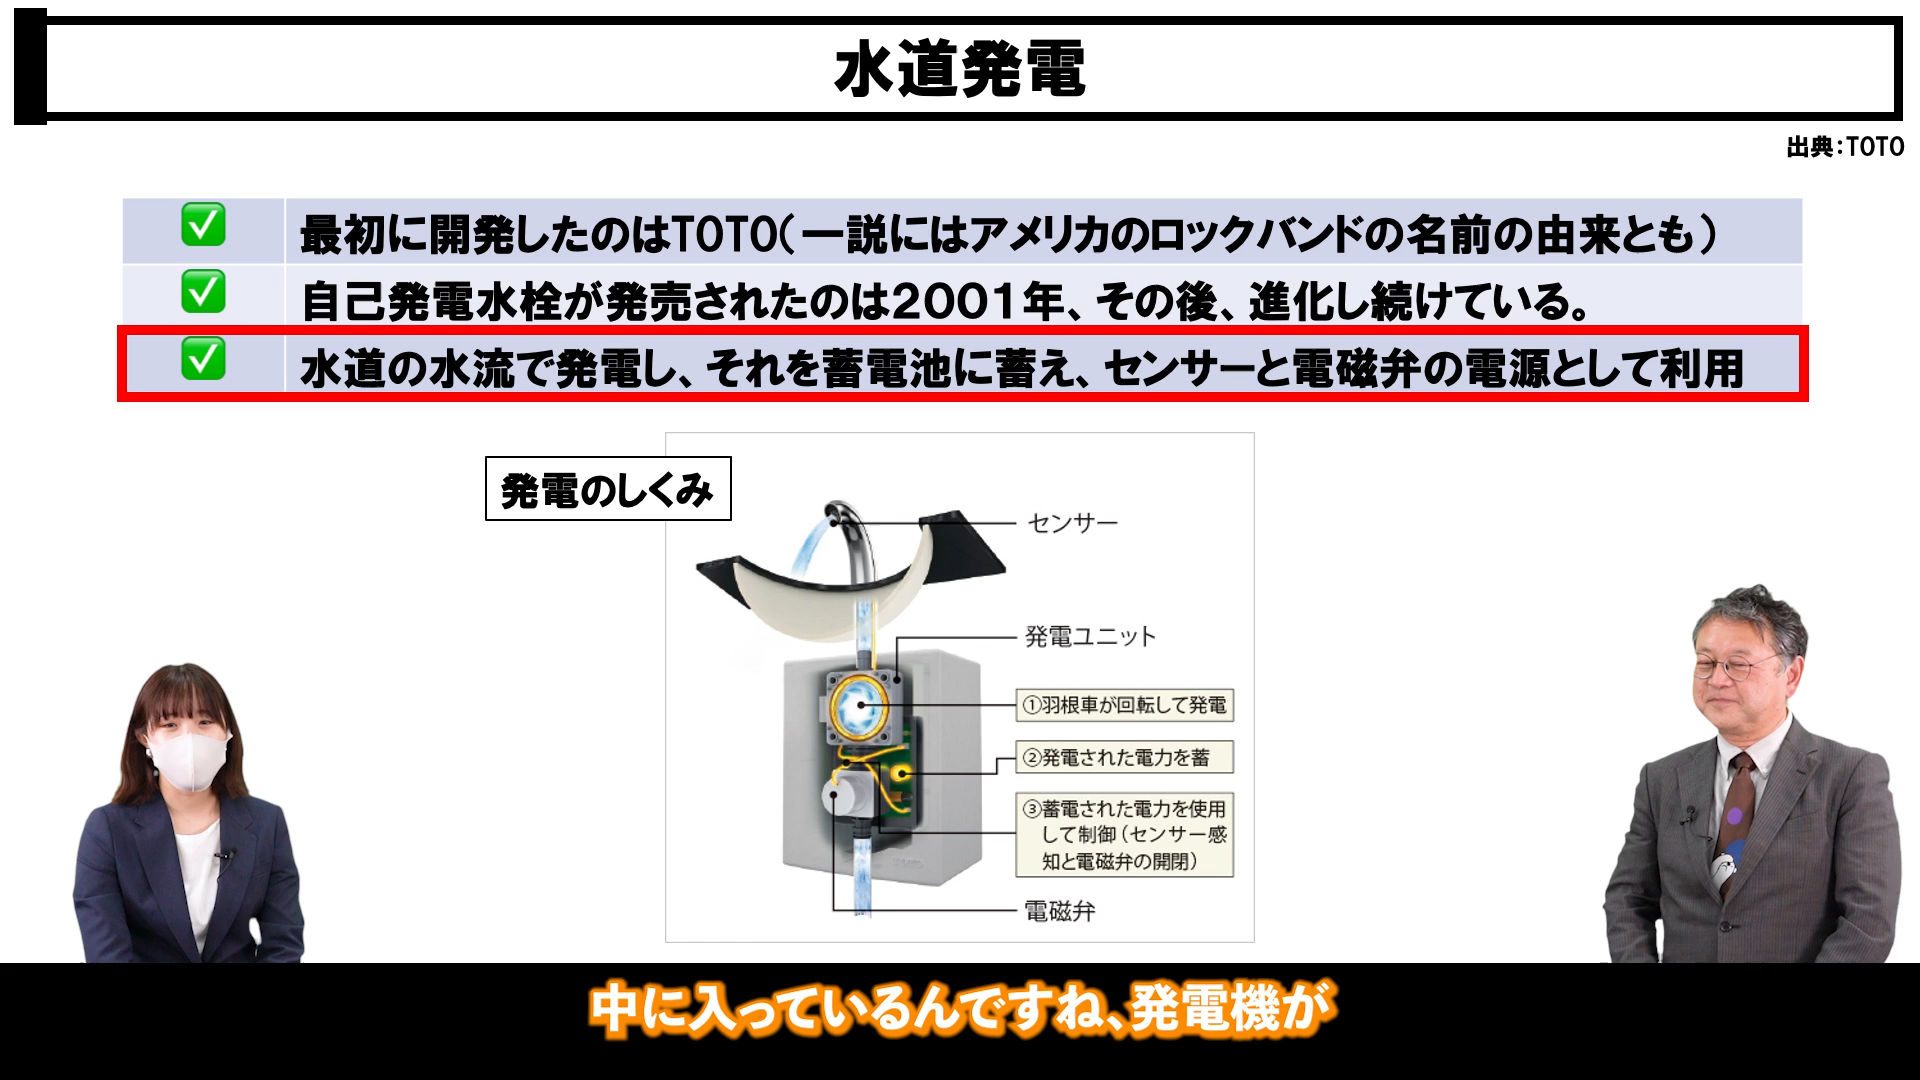 水道発電
出典：TOTO
最初に開発したのはTOTO（一説にはアメリカのロックバンドの名前の由来とも）
自己発電水栓が発売されたのは２００１年、その後、進化し続けている。
水道の水流で発電し、それを蓄電池に蓄え、センサーと電磁弁の電源として利用
発電のしくみ
センサー
発電ユニット
①羽根車が回転して発電
②発電された電力を蓄
③蓄電された電力を使用
して制御（センサー感
知と電磁弁の開閉）
電磁弁
中に入っているんですね、発電機が